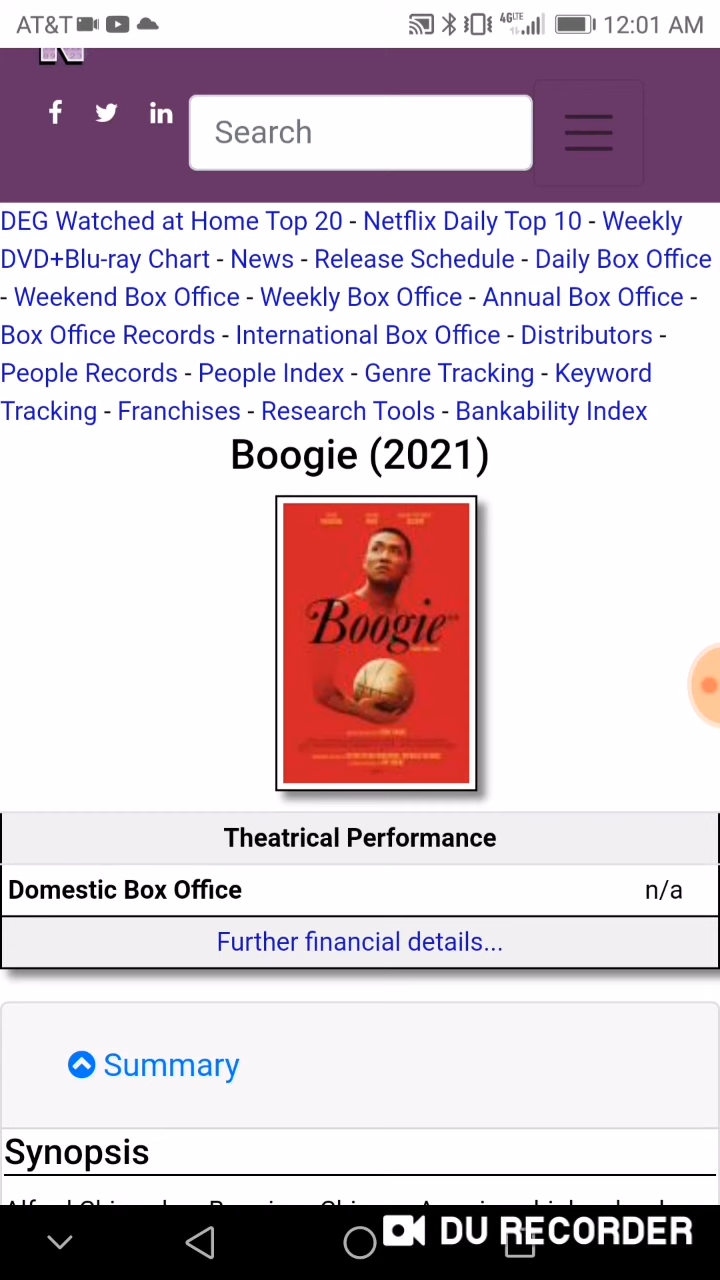 AT&T 4G LTE 12:01 AM
f in Search
DEG Watched at Home Top 20 - Netflix Daily Top 10 - Weekly
DVD+Blu-ray Chart - News - Release Schedule - Daily Box Office
- Weekend Box Office - Weekly Box Office - Annual Box Office -
Box Office Records - International Box Office - Distributors -
People Records - People Index - Genre Tracking - Keyword
Tracking - Franchises - Research Tools - Bankability Index
Boogie (2021)
Boogie
Theatrical Performance
Domestic Box Office n/a
Further financial details...
Summary
Synopsis
DU RECORDER